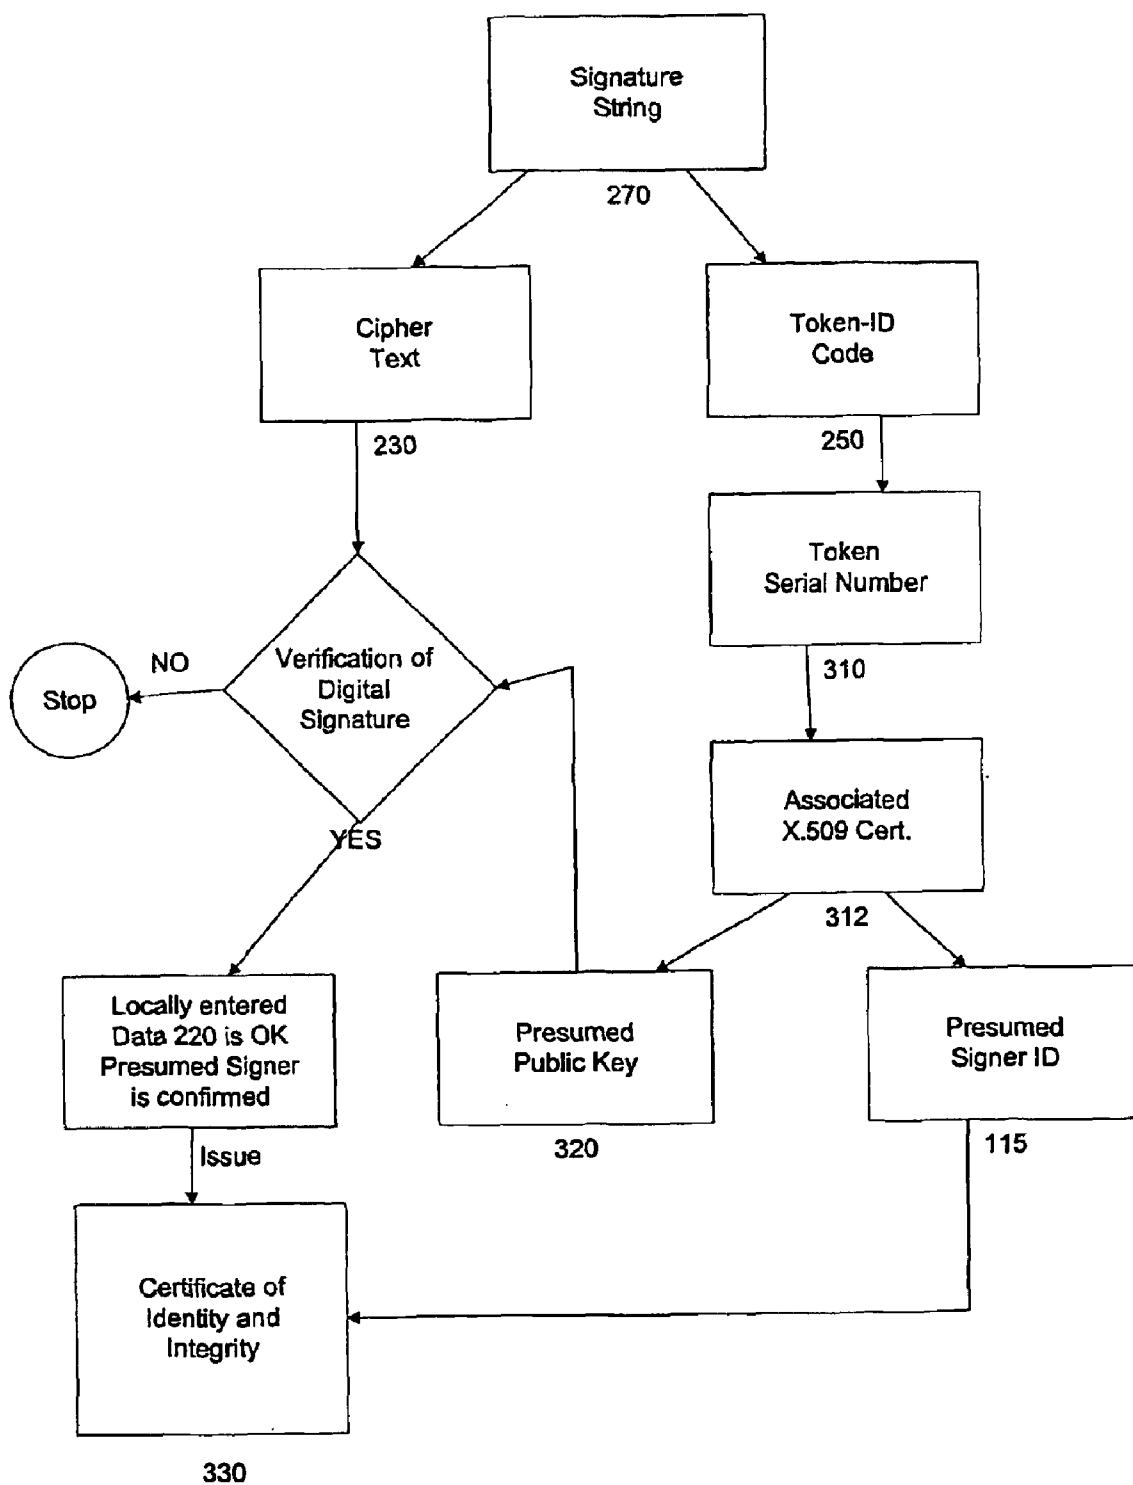 Signature
String
270
Cipher
Text
230
Token-ID
Code
250
Token
Serial Number
310
Verification of
Digital
Signature
NO
Stop
YES
Associated
X.509 Cert.
312
Locally entered
Data 220 is OK
Presumed Signer
is confirmed
Issue
Presumed
Public Key
320
Presumed
Signer ID
115
Certificate of
Identity and
Integrity
330